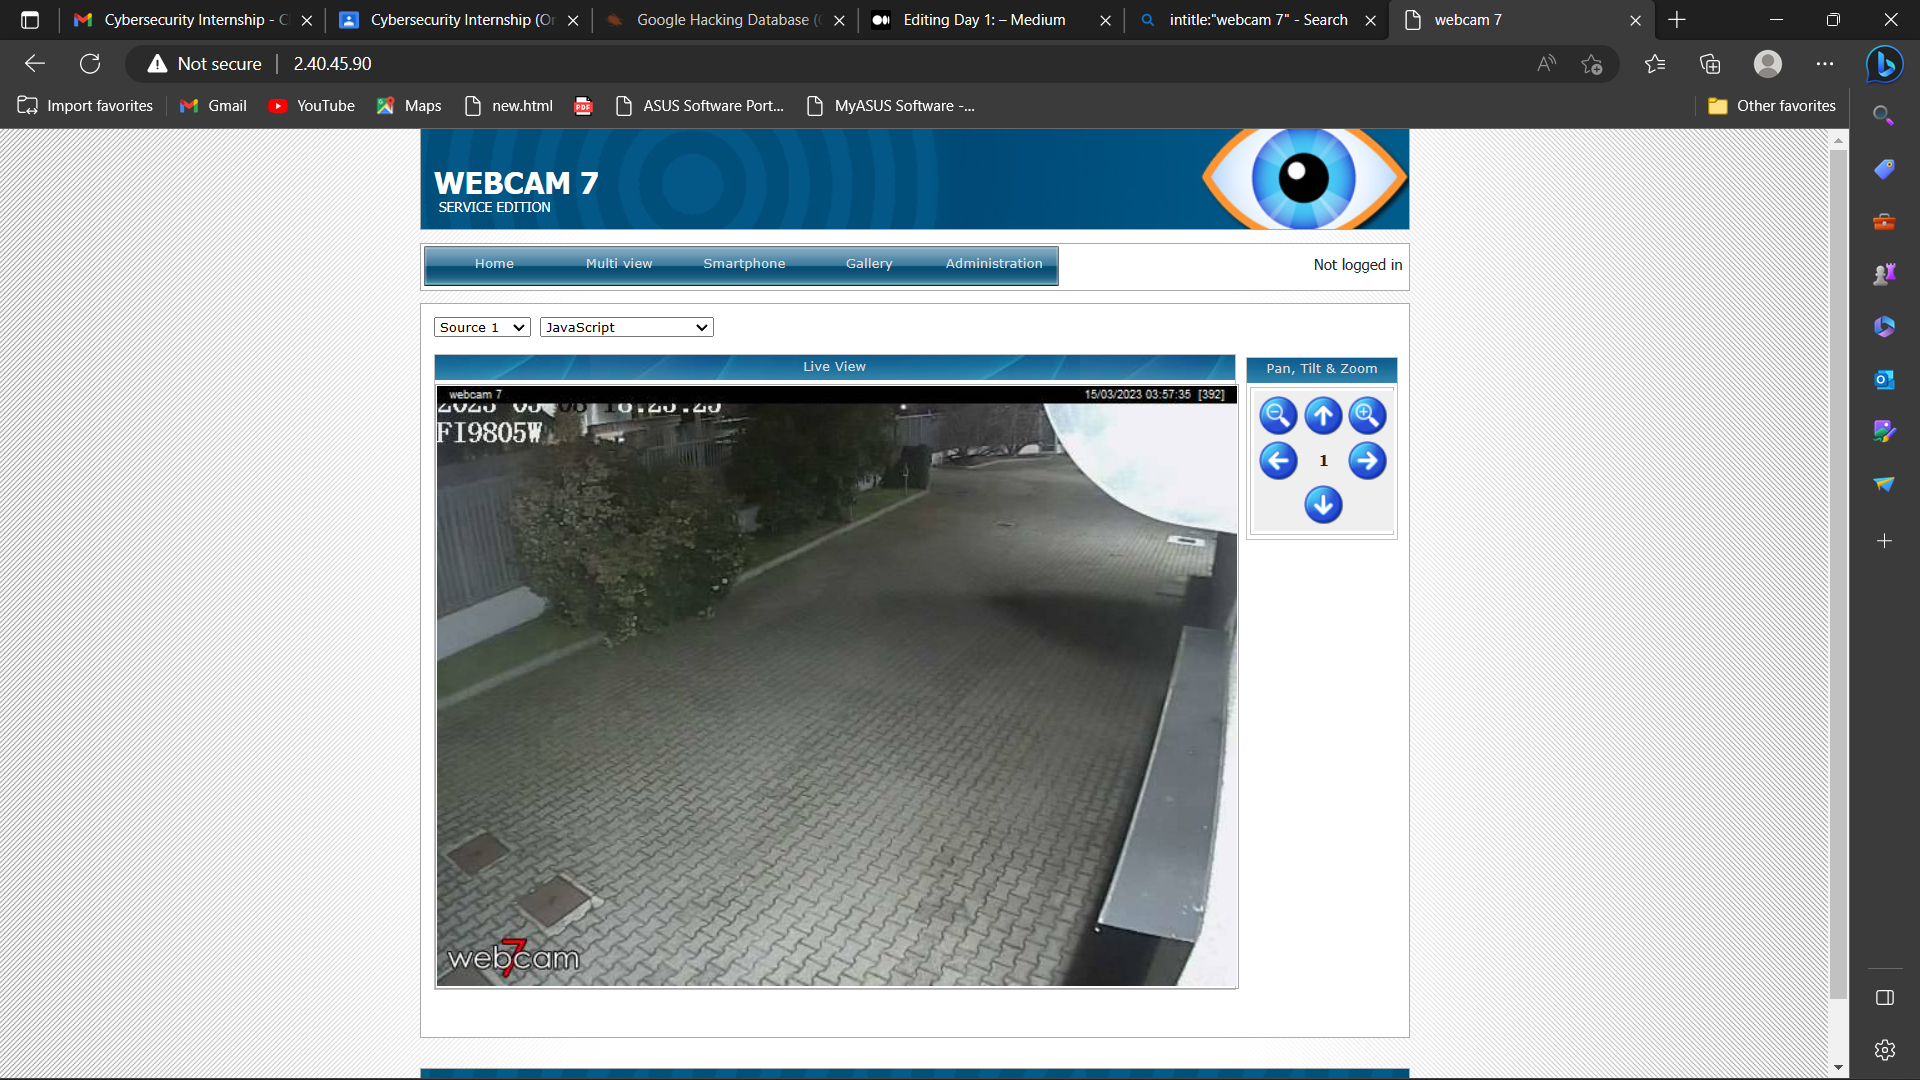 Cybersecurity Internship - C
Cybersecurity Internship (Or
Google Hacking Database (
Editing Day 1: – Medium
intitle:"webcam 7" - Search
webcam 7
Not secure
2.40.45.90
Import favorites
Gmail
YouTube
Maps
new.html
PDF
ASUS Software Port...
MyASUS Software -...
Other favorites
WEBCAM 7
SERVICE EDITION
Home
Multi view
Smartphone
Gallery
Administration
Not logged in
Source 1
JavaScript
Live View
Pan, Tilt & Zoom
webcam 7
15/03/2023 03:57:35 [392]
FI9805W
1
webcam
7